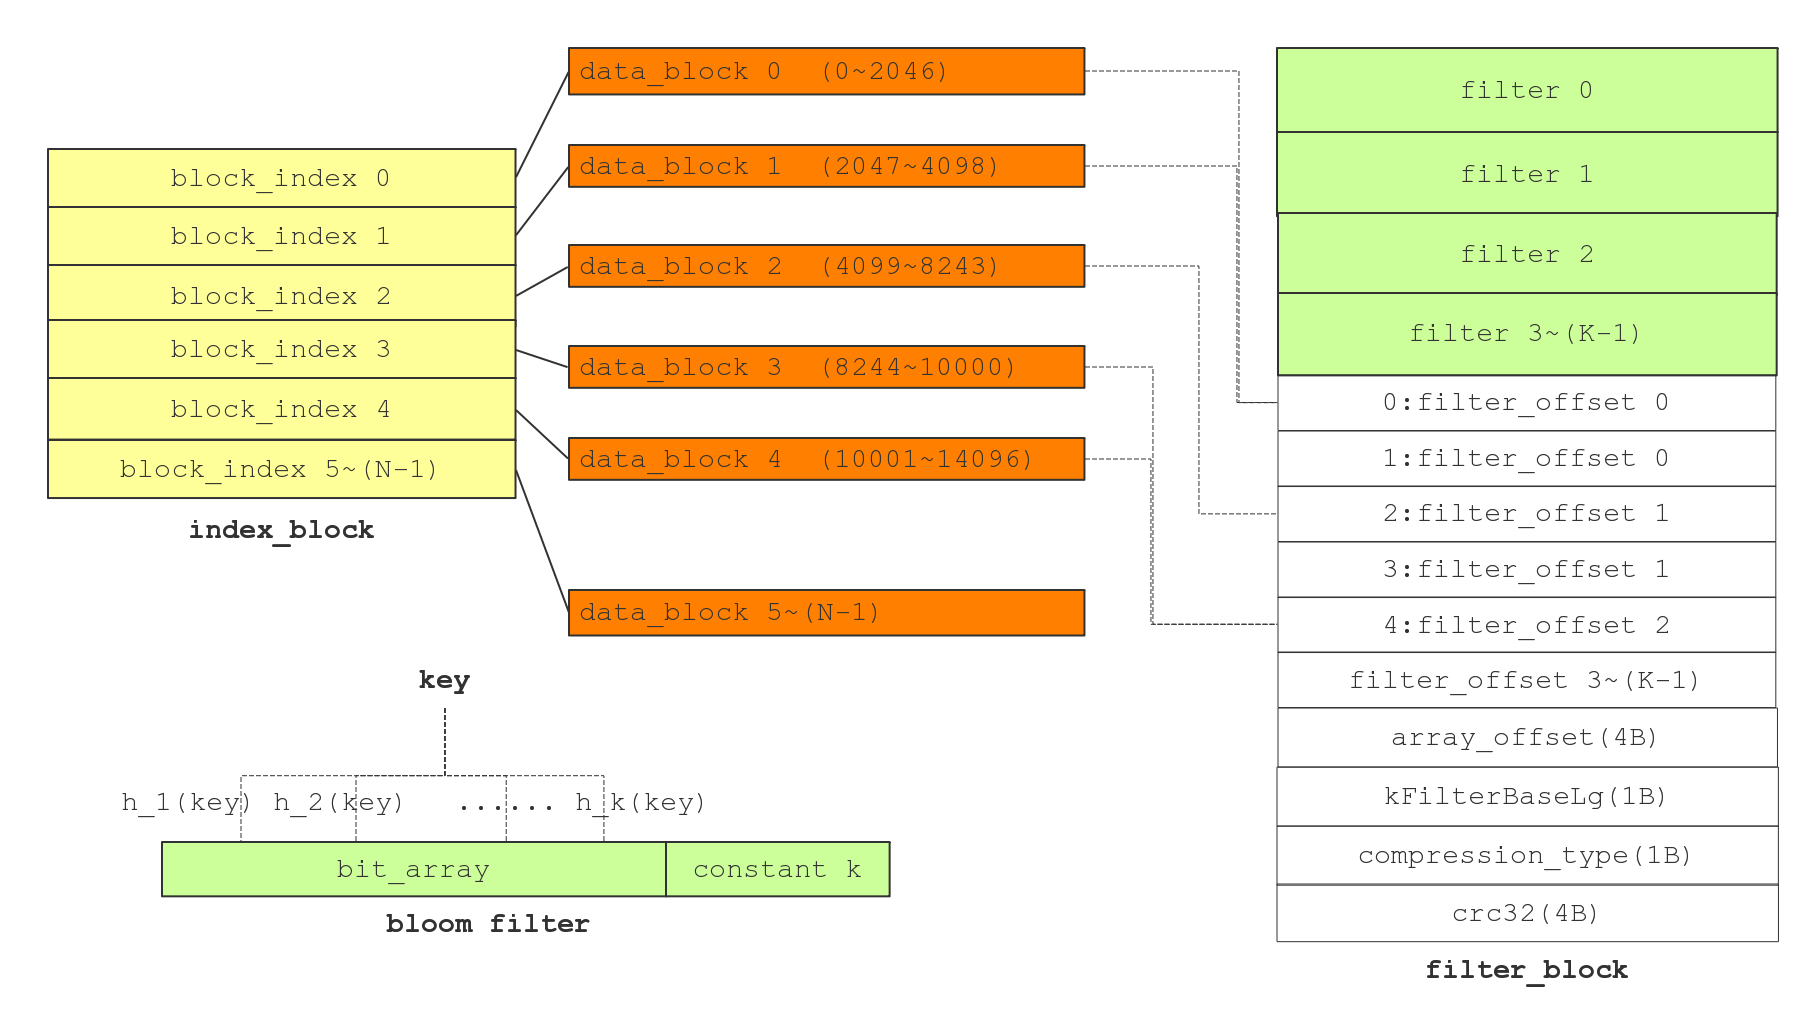 block_index 0
block_index 1
block_index 2
block_index 3
block_index 4
block_index 5~(N-1)
index_block
data_block 0  (0~2046)
data_block 1  (2047~4098)
data_block 2  (4099~8243)
data_block 3  (8244~10000)
data_block 4  (10001~14096)
data_block 5~(N-1)
filter 0
filter 1
filter 2
filter 3~(K-1)
0:filter_offset 0
1:filter_offset 0
2:filter_offset 1
3:filter_offset 1
4:filter_offset 2
filter_offset 3~(K-1)
array_offset(4B)
kFilterBaseLg(1B)
compression_type(1B)
crc32(4B)
filter_block
key
h_1(key) h_2(key)   ...... h_k(key)
bit_array constant k
bloom filter